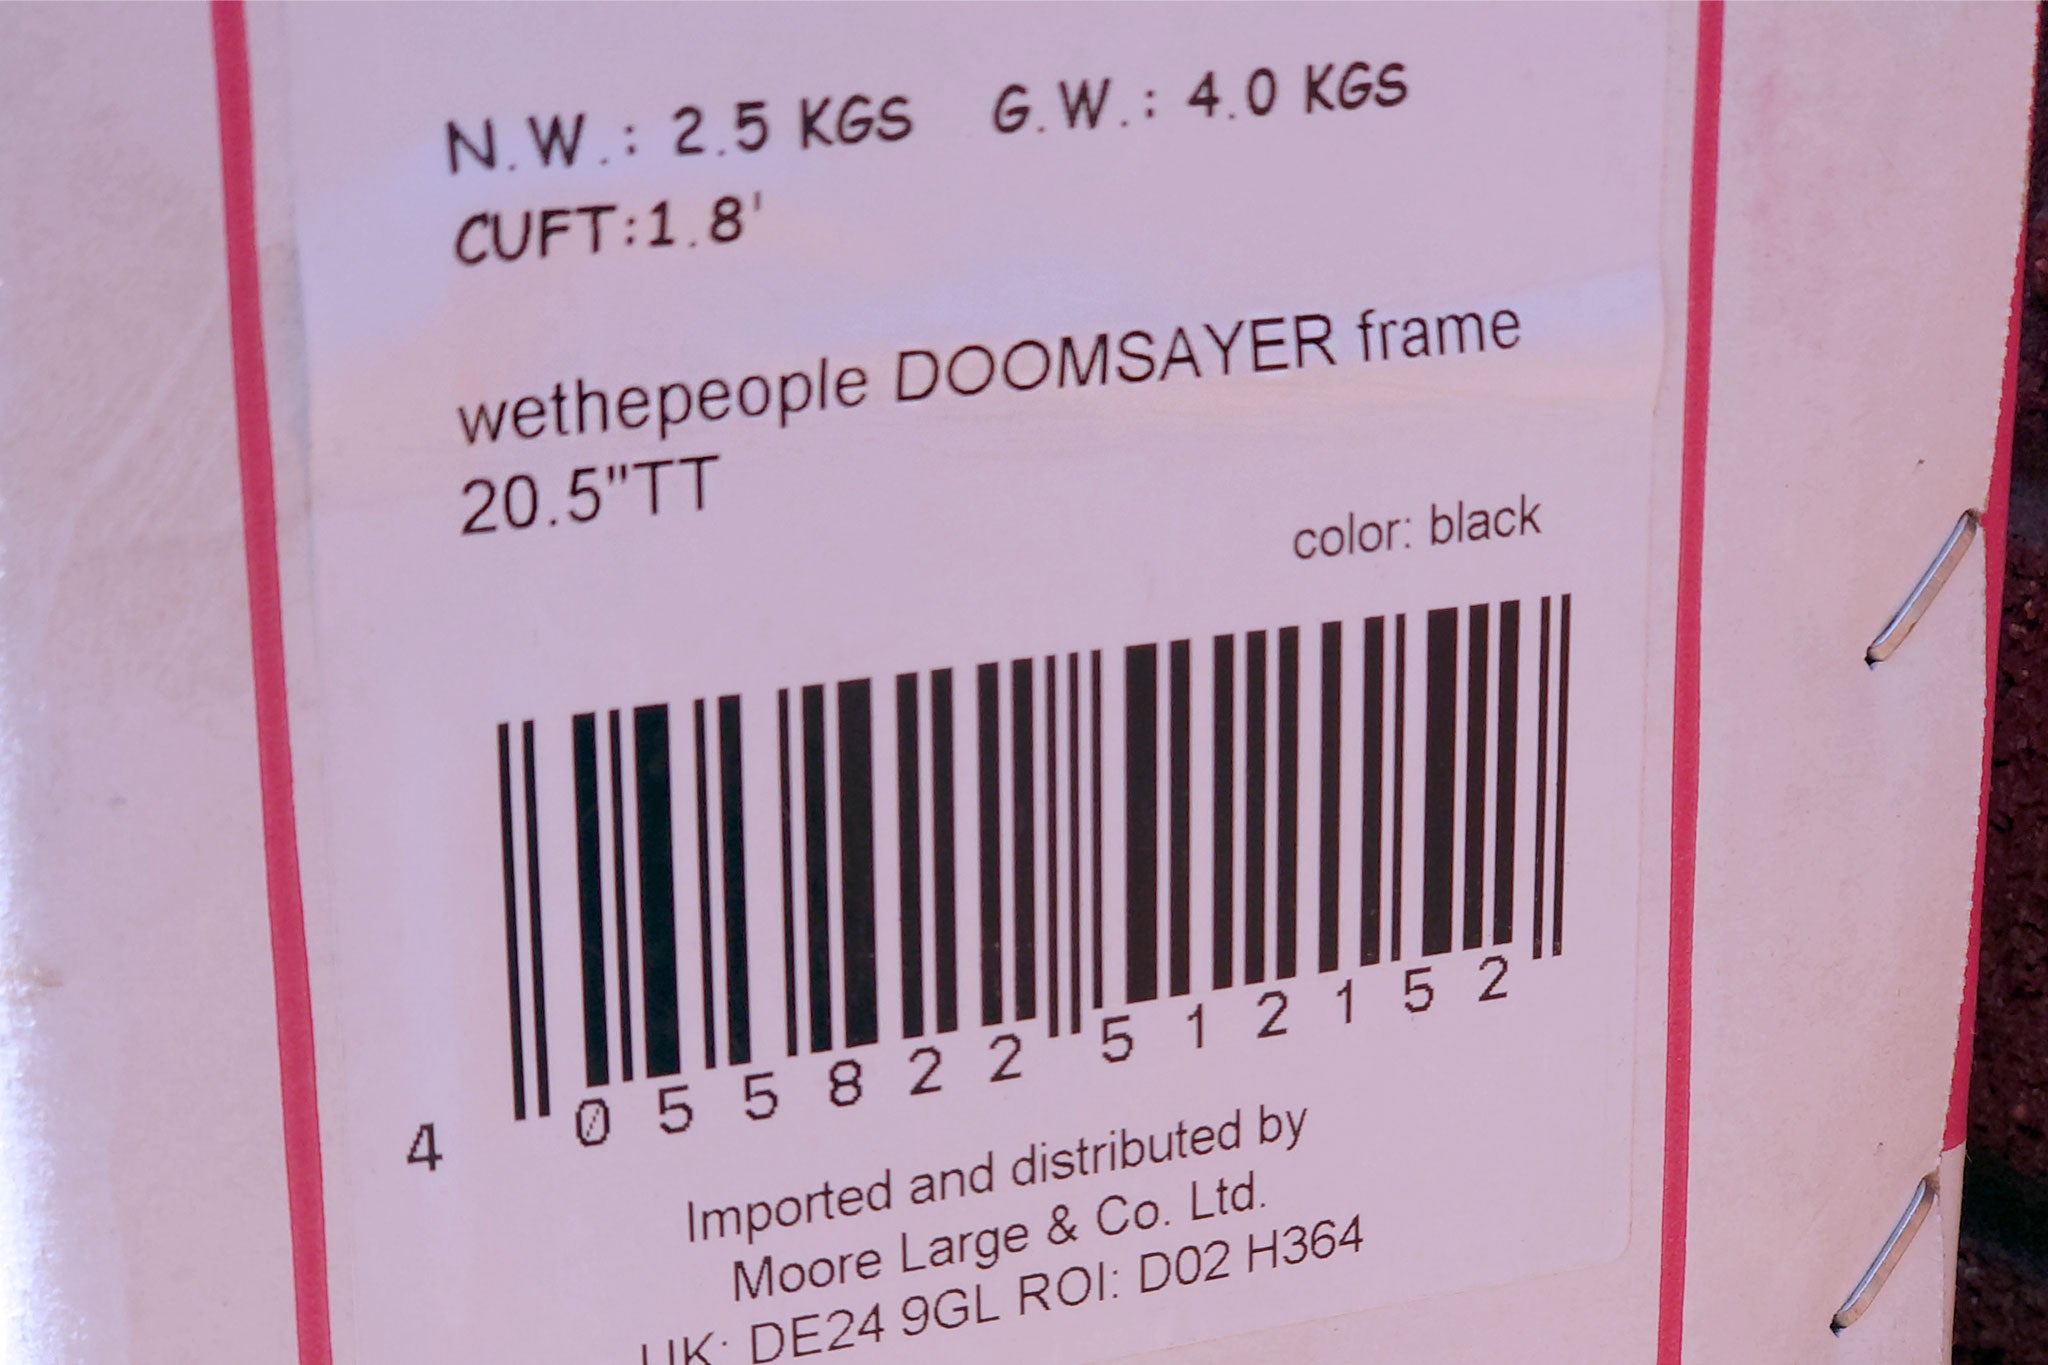 N.W.: 2.5 KGS G.W.: 4.0 KGS
CUFT:1.8'
wethepeople DOOMSAYER frame
20.5"TT
color: black
4 055822 512152
Imported and distributed by
Moore Large & Co. Ltd.
UK: DE24 9GL ROI: D02 H364